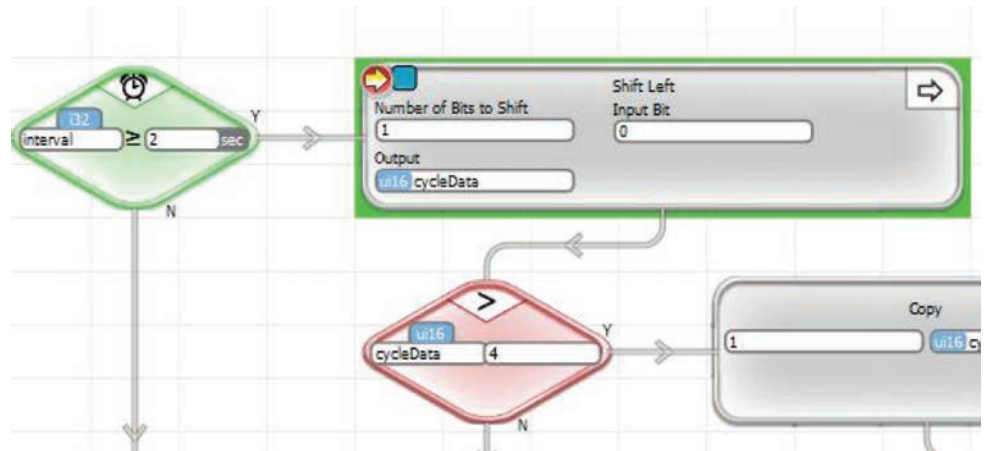 i32
interval ≥ 2 sec
Y
N
Shift Left
Number of Bits to Shift
Input Bit
1
0
Output
ui16 cycleData
>
ui16
cycleData 4
Y
N
Copy
1
ui16